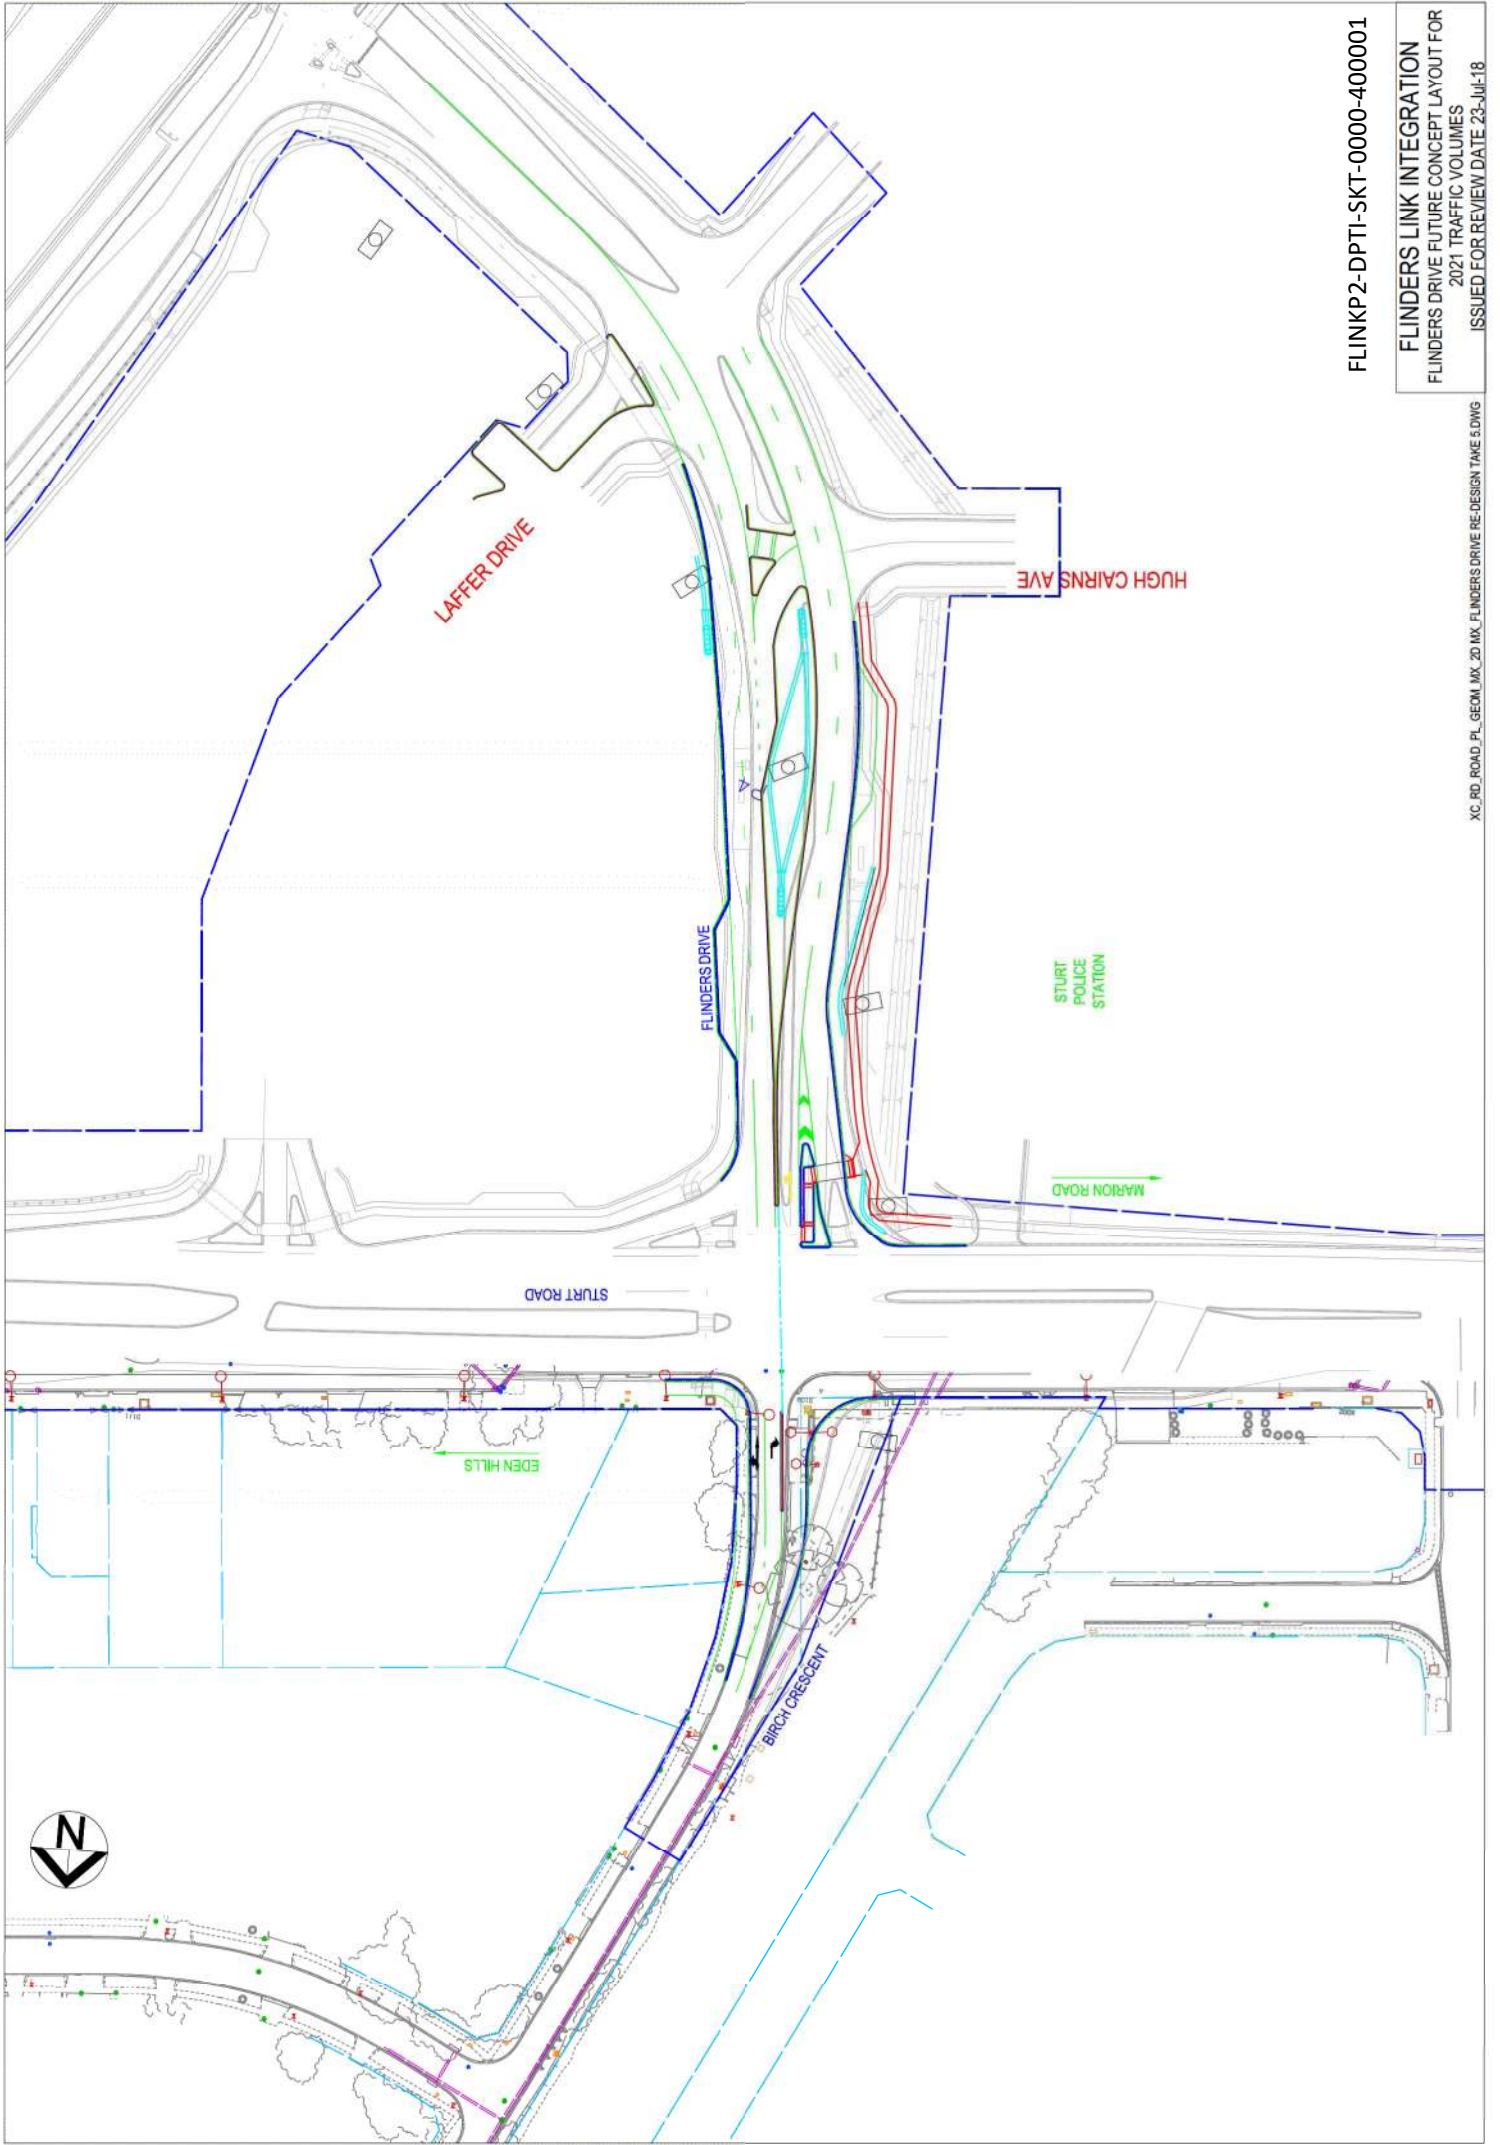 FLINKP2-DPTI-SKT-0000-400001
FLINDERS LINK INTEGRATION
FLINDERS DRIVE FUTURE CONCEPT LAYOUT FOR
2021 TRAFFIC VOLUMES
ISSUED FOR REVIEW DATE 23-Jul-18
XC_RD_ROAD_PL_GEOM_MX_2D MX_FLINDERS DRIVE RE-DESIGN TAKE 5.DWG
LAFFER DRIVE
HUGH CAIRNS AVE
FLINDERS DRIVE
STURT
POLICE
STATION
MARION ROAD
STURT ROAD
EDEN HILLS
BIRCH CRESCENT
N